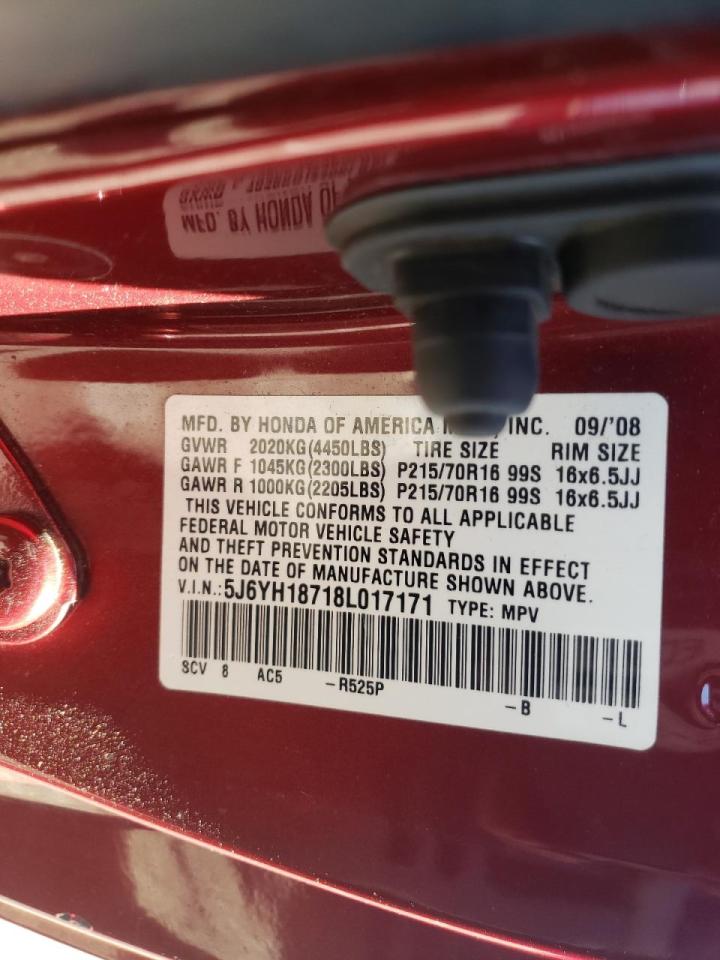 MFD. BY HONDA OF
MFD. BY HONDA OF AMERICA M , INC. 09/'08
GVWR 2020KG(4450LBS) TIRE SIZE RIM SIZE
GAWR F 1045KG(2300LBS) P215/70R16 99S 16x6.5JJ
GAWR R 1000KG(2205LBS) P215/70R16 99S 16x6.5JJ
THIS VEHICLE CONFORMS TO ALL APPLICABLE
FEDERAL MOTOR VEHICLE SAFETY
AND THEFT PREVENTION STANDARDS IN EFFECT
ON THE DATE OF MANUFACTURE SHOWN ABOVE.
V.I.N.: 5J6YH18718L017171 TYPE: MPV
SCV 8 AC5 –R525P –B –L